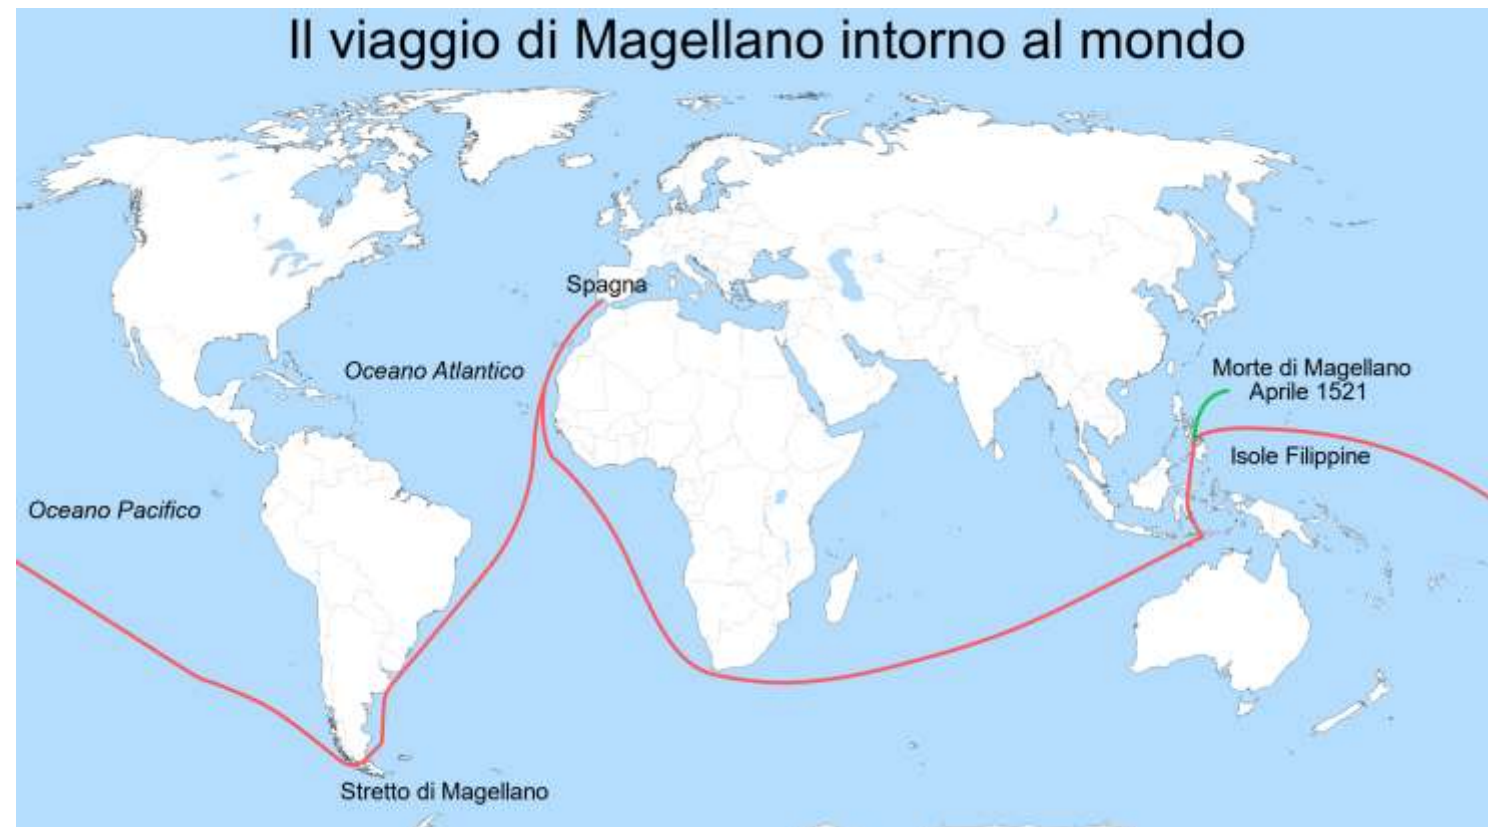 Il viaggio di Magellano intorno al mondo
Spagna
Oceano Atlantico
Morte di Magellano
Aprile 1521
Isole Filippine
Oceano Pacifico
Stretto di Magellano